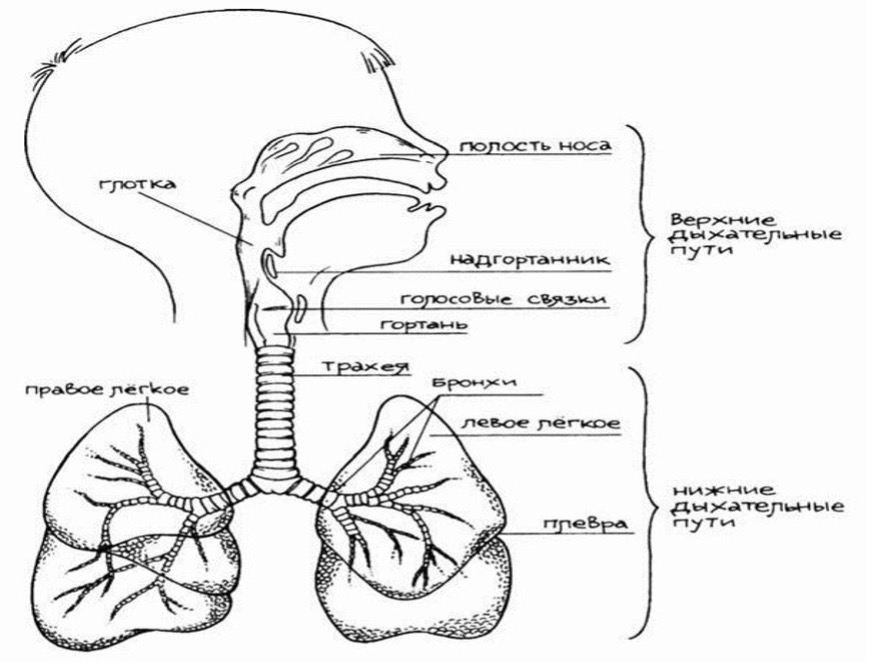 полость носа
глотка
Верхние
дыхательные
пути
надгортанник
голосовые связки
гортань
трахея
бронхи
правое лёгкое
левое лёгкое
нижние
дыхательные
пути
плевра